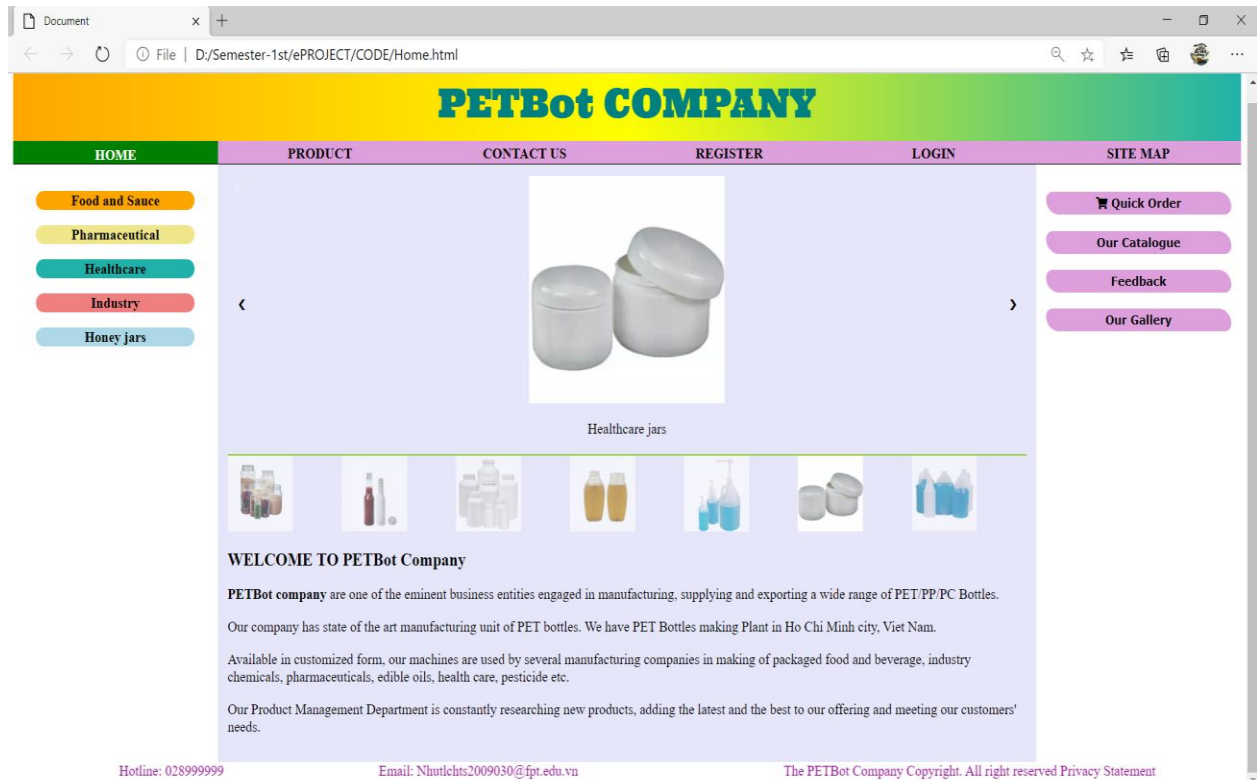 Document
File | D:/Semester-1st/ePROJECT/CODE/Home.html
PETBot COMPANY
HOME PRODUCT CONTACT US REGISTER LOGIN SITE MAP
Food and Sauce
Pharmaceutical
Healthcare
Industry
Honey jars
Healthcare jars
WELCOME TO PETBot Company
PETBot company are one of the eminent business entities engaged in manufacturing, supplying and exporting a wide range of PET/PP/PC Bottles.
Our company has state of the art manufacturing unit of PET bottles. We have PET Bottles making Plant in Ho Chi Minh city, Viet Nam.
Available in customized form, our machines are used by several manufacturing companies in making of packaged food and beverage, industry
chemicals, pharmaceuticals, edible oils, health care, pesticide etc.
Our Product Management Department is constantly researching new products, adding the latest and the best to our offering and meeting our customers'
needs.
Quick Order
Our Catalogue
Feedback
Our Gallery
Hotline: 028999999 Email: Nhutlchts2009030@fpt.edu.vn The PETBot Company Copyright. All right reserved Privacy Statement